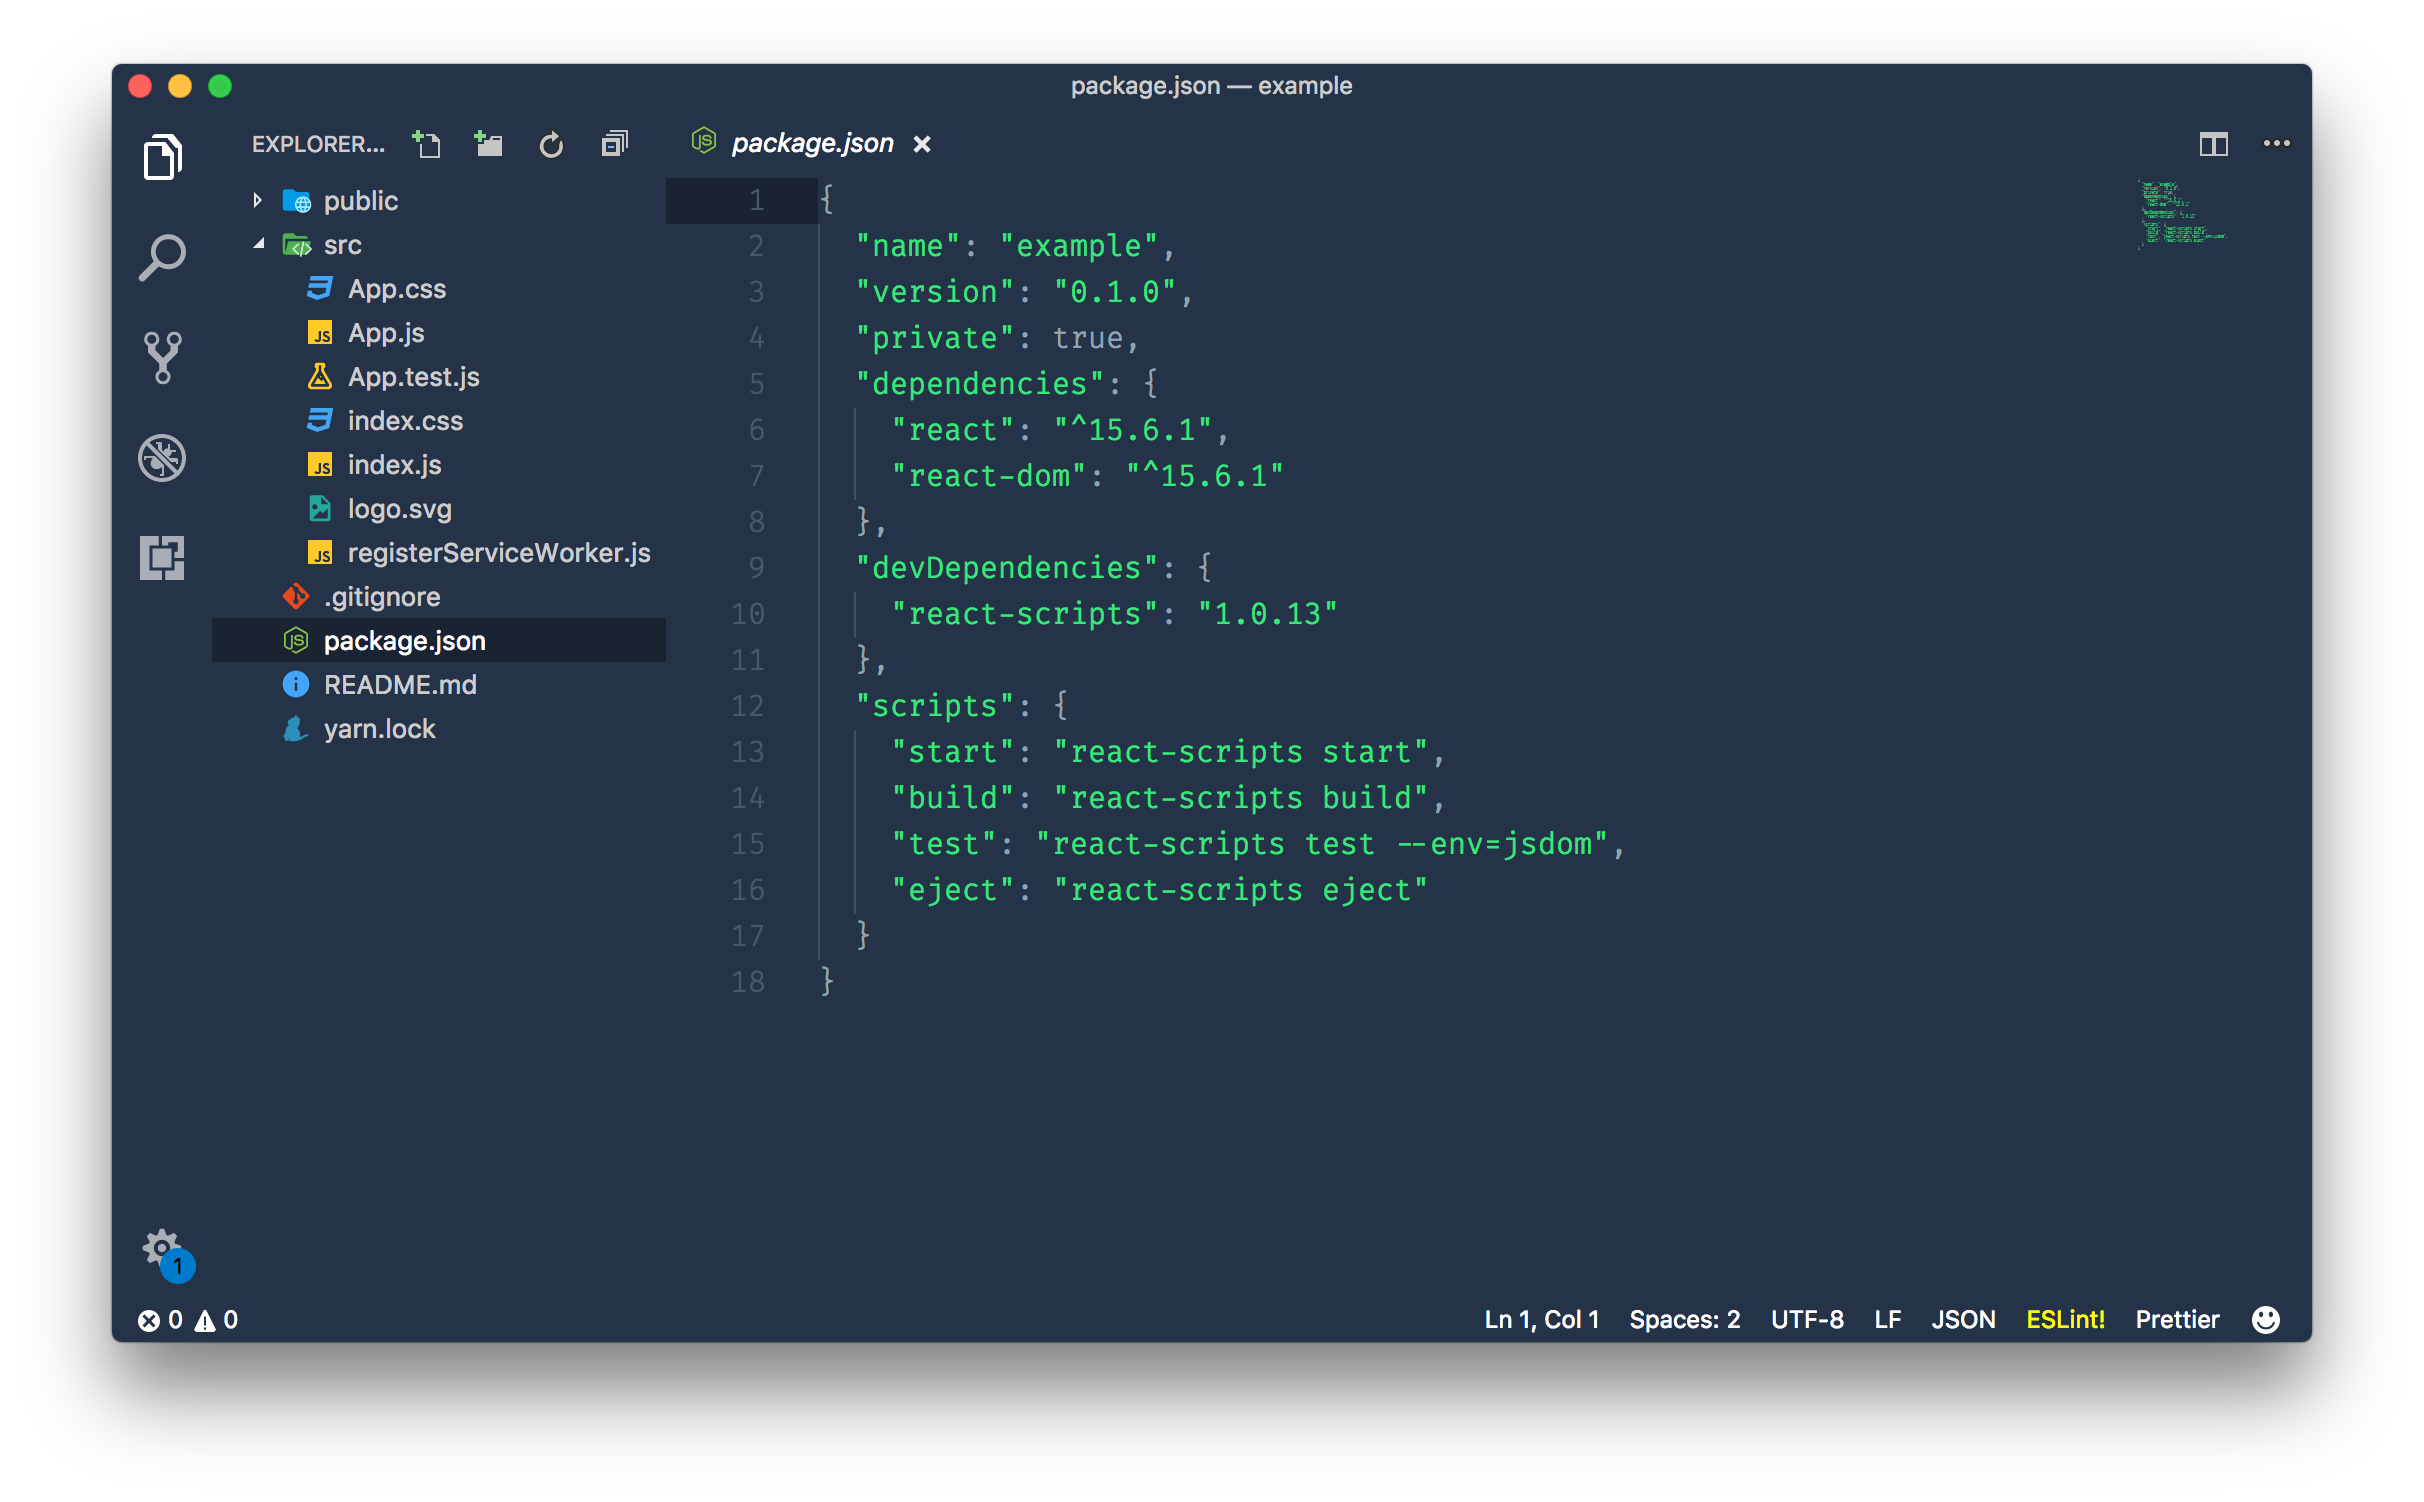 package.json — example
EXPLORER...
public
src
App.css
App.js
App.test.js
index.css
index.js
logo.svg
registerServiceWorker.js
.gitignore
package.json
README.md
yarn.lock
package.json
1 {
2   "name": "example",
3   "version": "0.1.0",
4   "private": true,
5   "dependencies": {
6     "react": "^15.6.1",
7     "react-dom": "^15.6.1"
8   },
9   "devDependencies": {
10     "react-scripts": "1.0.13"
11   },
12   "scripts": {
13     "start": "react-scripts start",
14     "build": "react-scripts build",
15     "test": "react-scripts test --env=jsdom",
16     "eject": "react-scripts eject"
17   }
18 }
1
0 0
Ln 1, Col 1 Spaces: 2 UTF-8 LF JSON ESLint! Prettier